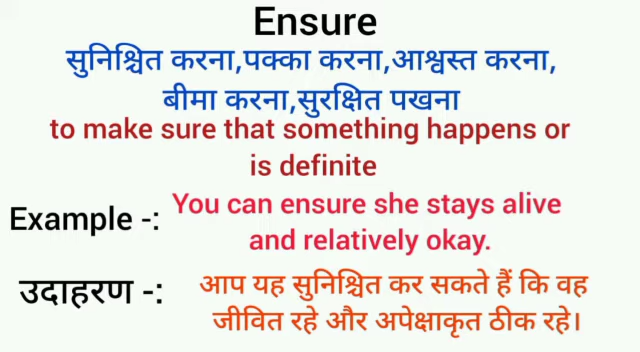 Ensure
सुनिश्चित करना,पक्का करना,आश्वस्त करना,
बीमा करना,सुरक्षित पखना
to make sure that something happens or
is definite
Example -: You can ensure she stays alive
and relatively okay.
उदाहरण -: आप यह सुनिश्चित कर सकते हैं कि वह
जीवित रहे और अपेक्षाकृत ठीक रहे।